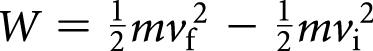 W = ½mv_f² − ½mv_i²